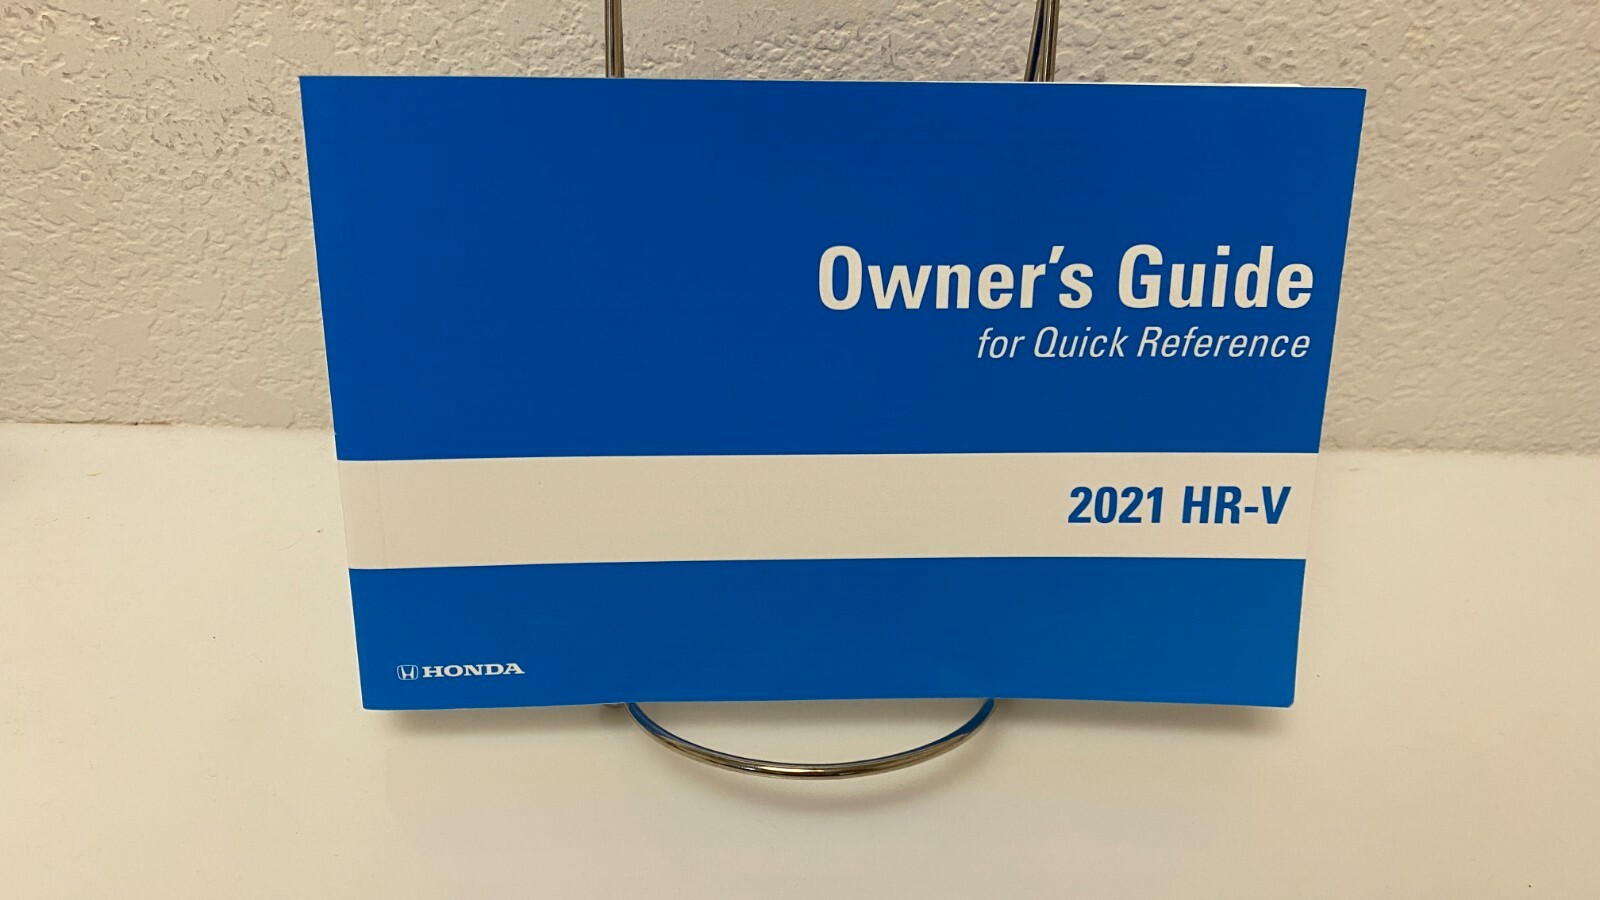 Owner's Guide
for Quick Reference
2021 HR-V
HONDA